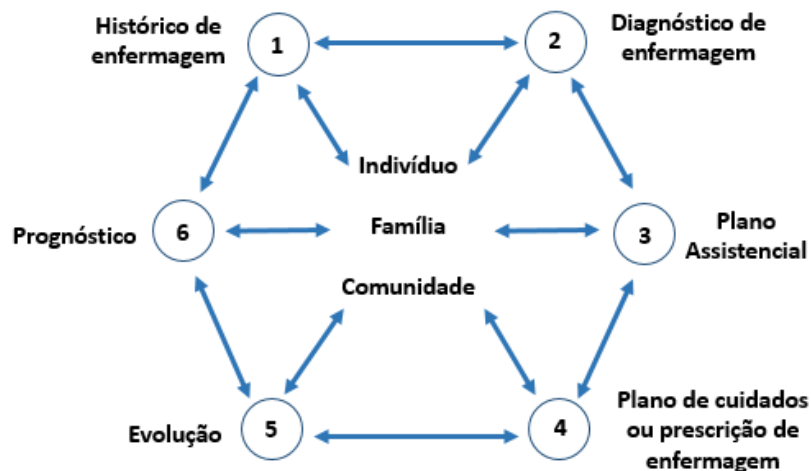 Histórico de
enfermagem
1
2
Diagnóstico de
enfermagem
Indivíduo
Prognóstico
6
Família
3
Plano
Assistencial
Comunidade
Evolução
5
4
Plano de cuidados
ou prescrição de
enfermagem